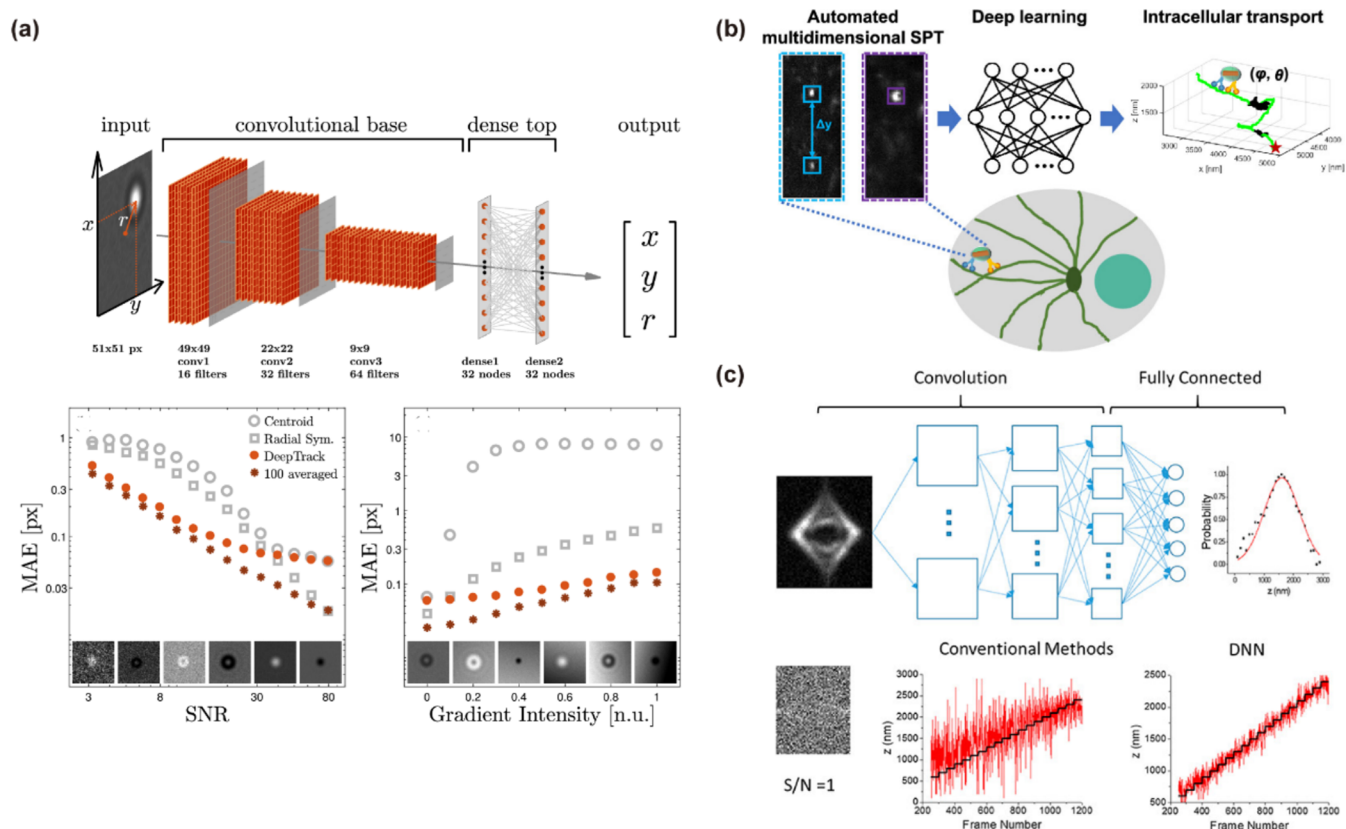 (a)
input
convolutional base
dense top
output
x
r
y
x
y
r
51x51 px
49x49
conv1
16 filters
22x22
conv2
32 filters
9x9
conv3
64 filters
dense1
32 nodes
dense2
32 nodes
MAE [px]
1
0.3
0.1
0.03
Centroid
Radial Sym.
DeepTrack
100 averaged
3
8
30
80
SNR
MAE [px]
10
3
1
0.3
0.1
0
0.2
0.4
0.6
0.8
1
Gradient Intensity [n.u.]
(b)
Automated
multidimensional SPT
Deep learning
Intracellular transport
Δy
(φ, θ)
z [nm]
2000
1500
3000
3500
4000
4500
5000
x [nm]
4000
4500
5000
y [nm]
(c)
Convolution
Fully Connected
Probability
1.00
0.75
0.50
0.25
0.00
0
1000
2000
3000
z (nm)
S/N =1
Conventional Methods
z (nm)
3000
2500
2000
1500
1000
500
0
200
400
600
800
1000
1200
Frame Number
DNN
z (nm)
2500
2000
1500
1000
500
200
400
600
800
1000
1200
Frame Number